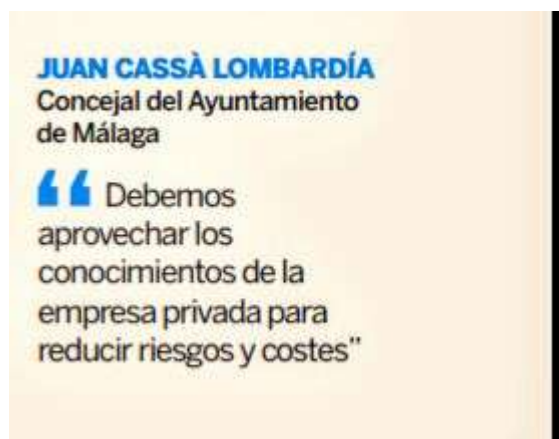 JUAN CASSÀ LOMBARDÍA
Concejal del Ayuntamiento
de Málaga
“ Debemos
aprovechar los
conocimientos de la
empresa privada para
reducir riesgos y costes”